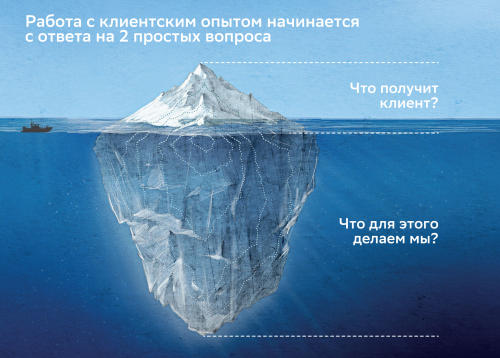 Работа с клиентским опытом начинается
с ответа на 2 простых вопроса
Что получит
клиент?
Что для этого
делаем мы?